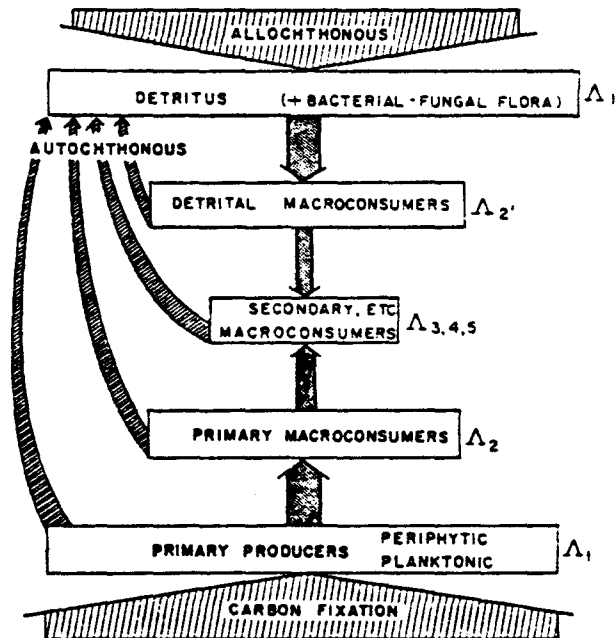 ALLOCHTHONOUS
DETRITUS (+ BACTERIAL-FUNGAL FLORA) Λ1
AUTOCHTHONOUS
DETRITAL MACROCONSUMERS Λ2'
SECONDARY, ETC
MACROCONSUMERS Λ3,4,5
PRIMARY MACROCONSUMERS Λ2
PERIPHYTIC
PRIMARY PRODUCERS PLANKTONIC Λ1
CARBON FIXATION